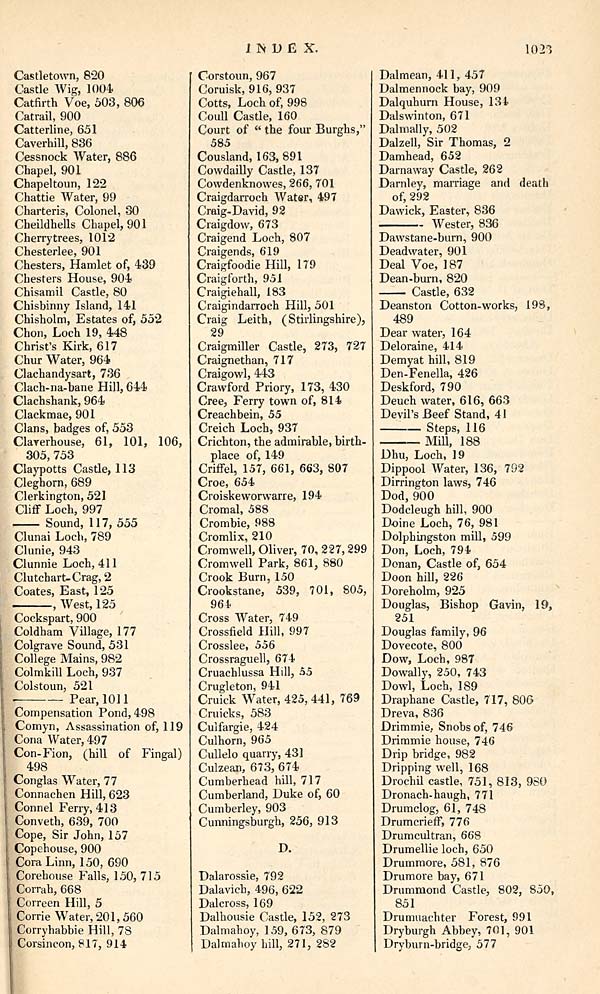 INDEX.
1023
Castletown, 820
Castle Wig, 1004
Catfirth Voe, 503, 806
Catrail, 900
Catterline, 651
Caverhill, 836
Cessnock Water, 886
Chapel, 901
Chapeltoun, 122
Chattie Water, 99
Charteris, Colonel, 30
Cheildhells Chapel, 901
Cherrytrees, 1012
Chesterlee, 901
Chesters, Hamlet of, 439
Chesters House, 904
Chisamil Castle, 80
Chishinny Island, 141
Chisholm, Estates of, 552
Chon, Loch 19, 448
Christ's Kirk, 617
Chur Water, 964
Clachandysart, 736
Clach-na-bane Hill, 644
Clachshank, 964
Clackmae, 901
Clans, badges of, 553
Claverhouse, 61, 101, 106,
305, 753
Claypotts Castle, 113
Cleghorn, 689
Clerkington, 521
Cliff Loch, 997
—— Sound, 117, 555
Clunai Loch, 789
Clunie, 943
Clunnie Loch, 411
Clutchart-Crag, 2
Coates, East, 125
———, West, 125
Cockspart, 900
Coldham Village, 177
Colgrave Sound, 531
College Mains, 982
Colmkill Loch, 937
Colstoun, 521
———— Pear, 1011
Compensation Pond, 498
Comyn, Assassination of, 119
Cona Water, 497
Con-Fion, (hill of Fingal)
498
Conglas Water, 77
Connachen Hill, 623
Connel Ferry, 413
Conveth, 639, 700
Cope, Sir John, 157
Copehouse, 900
Cora Linn, 150, 690
Corehouse Falls, 150, 715
Corrah, 668
Correen Hill, 5
Corrie Water, 201, 560
Corryhabbie Hill, 78
Corsincon, 817, 914
Corstoun, 967
Coruisk, 916, 937
Cotts, Loch of, 998
Coull Castle, 160
Court of "the four Burghs,"
585
Cousland, 163, 891
Cowdailly Castle, 137
Cowdenknowes, 266, 701
Craigdarroch Water, 497
Craig-David, 92
Craigdow, 673
Craigend Loch, 807
Craigends, 619
Craigfoodie Hill, 179
Craigforth, 951
Craigiehall, 183
Craigindarroch Hill, 501
Craig Leith, (Stirlingshire),
29
Craigmiller Castle, 273, 727
Craignethan, 717
Craigowl, 443
Crawford Priory, 173, 430
Cree, Ferry town of, 814
Creachbein, 55
Creich Loch, 937
Crichton, the admirable, birth-
place of, 149
Criffel, 157, 661, 663, 807
Croe, 654
Croiskeworwarre, 194
Cromal, 588
Crombie, 988
Cromlix, 210
Cromwell, Oliver, 70, 227, 299
Cromwell Park, 861, 880
Crook Burn, 150
Crookstane, 539, 701, 805,
964
Cross Water, 749
Crossfield Hill, 997
Crosslee, 556
Crossraguell, 674
Cruachlussa Hill, 55
Crugleton, 941
Cruick Water, 425, 441, 769
Cruicks, 583
Culfargie, 424
Culhorn, 965
Cullelo quarry, 431
Culzean, 673, 674
Cumberhead hill, 717
Cumberland, Duke of, 60
Cumberley, 903
Cunningsburgh, 256, 913
D.
Dalarossie, 792
Dalavich, 496, 622
Dalcross, 169
Dalhousie Castle, 152, 273
Dalmahoy, 159, 673, 879
Dalmahoy hill, 271, 282
Dalmean, 411, 457
Dalmennock bay, 909
Dalquhurn House, 134
Dalswinton, 671
Dalmally, 502
Dalzell, Sir Thomas, 2
Damhead, 652
Darnaway Castle, 262
Darnley, marriage and death
of, 292
Dawick, Easter, 836
———— Wester, 836
Dawstane-burn, 900
Deadwater, 901
Deal Voe, 187
Dean-burn, 820
—— Castle, 632
Deanston Cotton-works, 198,
489
Dear water, 164
Deloraine, 414
Demyat hill, 819
Den-Fenella, 426
Deskford, 790
Deuch water, 616, 663
Devil's Beef Stand, 41
———— Steps, 116
———— Mill, 188
Dhu, Loch, 19
Dippool Water, 136, 792
Dirrington laws, 746
Dod, 900
Dodcleugh hill, 900
Doine Loch, 76, 981
Dolphingston mill, 599
Don, Loch, 794
Donan, Castle of, 654
Doon hill, 226
Doreholm, 925
Douglas, Bishop Gavin, 19,
251
Douglas family, 96
Dovecote, 800
Dow, Loch, 987
Dowally, 250, 743
Dowl, Loch, 189
Draphane Castle, 717, 806
Dreva, 836
Drimmie, Snobs of, 746
Drimmie house, 746
Drip bridge, 982
Dripping well, 168
Drochil castle, 751, 813, 980
Dronach-haugh, 771
Drumclog, 61, 748
Drumcrieff, 776
Drumcultran, 668
Drumellie loch, 650
Drummore, 581, 876
Drumore bay, 671
Drummond Castle, 802, 850,
851
Drumuachter Forest, 991
Dryburgh Abbey, 701, 901
Dryburn-bridge, 577